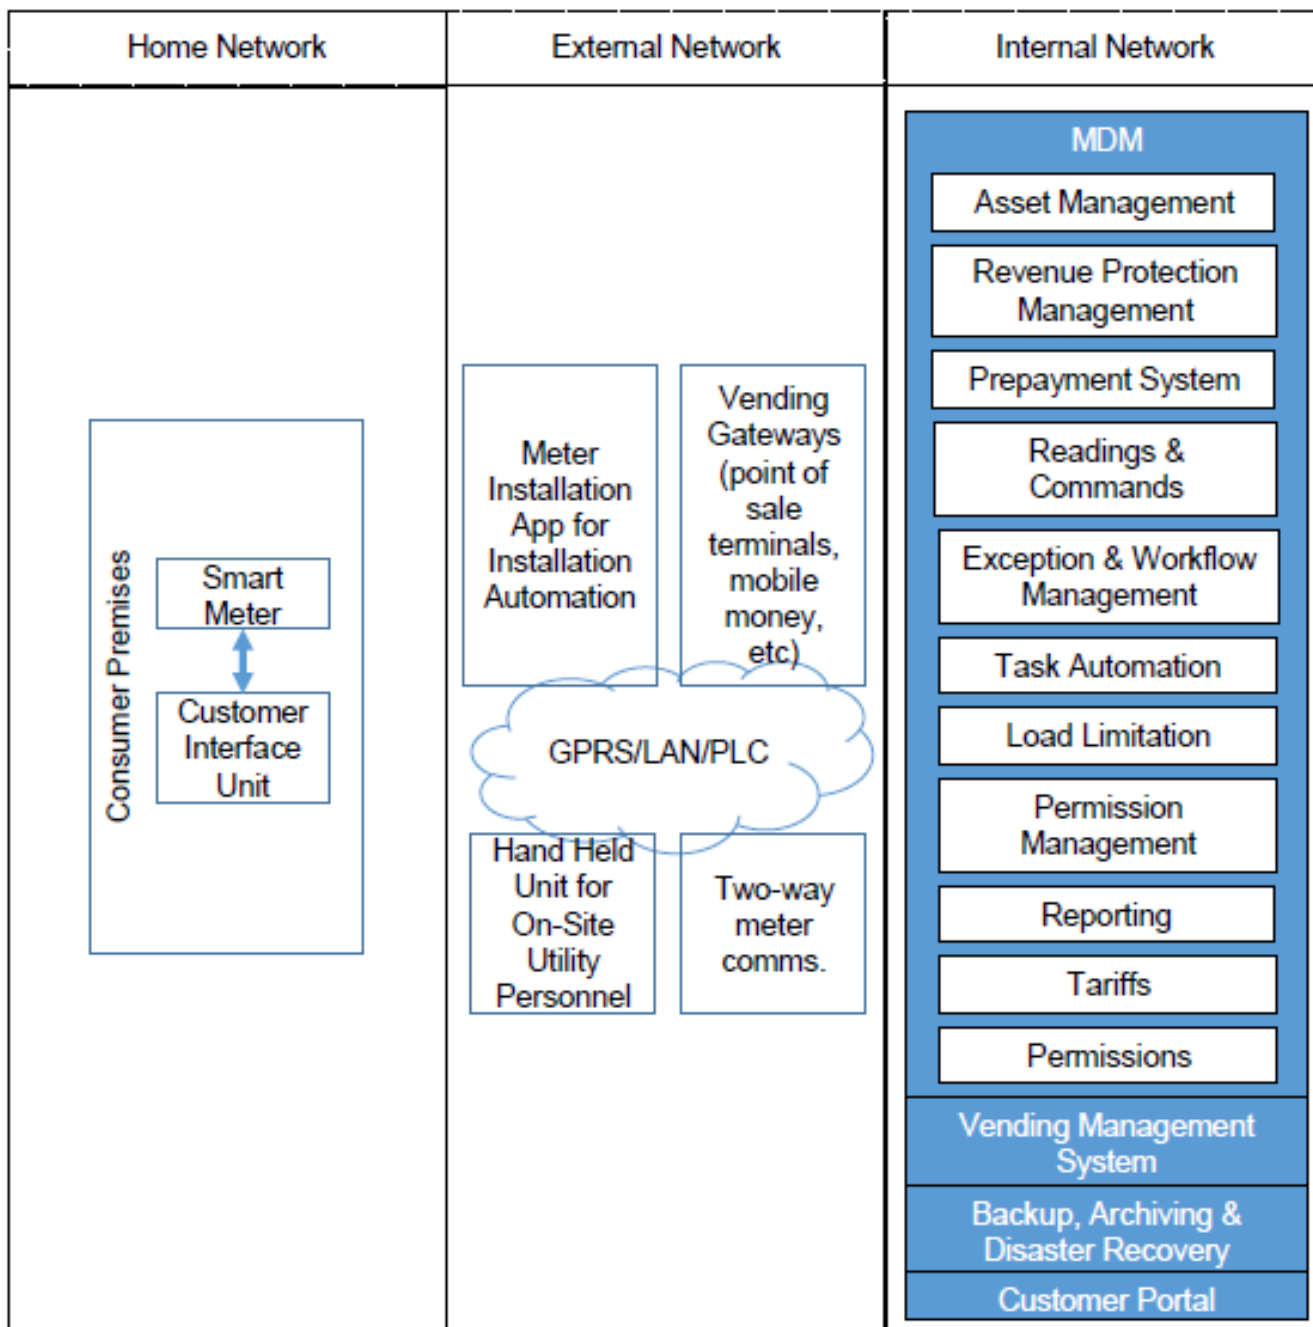 Home Network
External Network
Internal Network
Consumer Premises
Smart
Meter
Customer
Interface
Unit
Meter
Installation
App for
Installation
Automation
Vending
Gateways
(point of
sale
terminals,
mobile
money,
etc)
GPRS/LAN/PLC
Hand Held
Unit for
On-Site
Utility
Personnel
Two-way
meter
comms.
MDM
Asset Management
Revenue Protection
Management
Prepayment System
Readings &
Commands
Exception & Workflow
Management
Task Automation
Load Limitation
Permission
Management
Reporting
Tariffs
Permissions
Vending Management
System
Backup, Archiving &
Disaster Recovery
Customer Portal